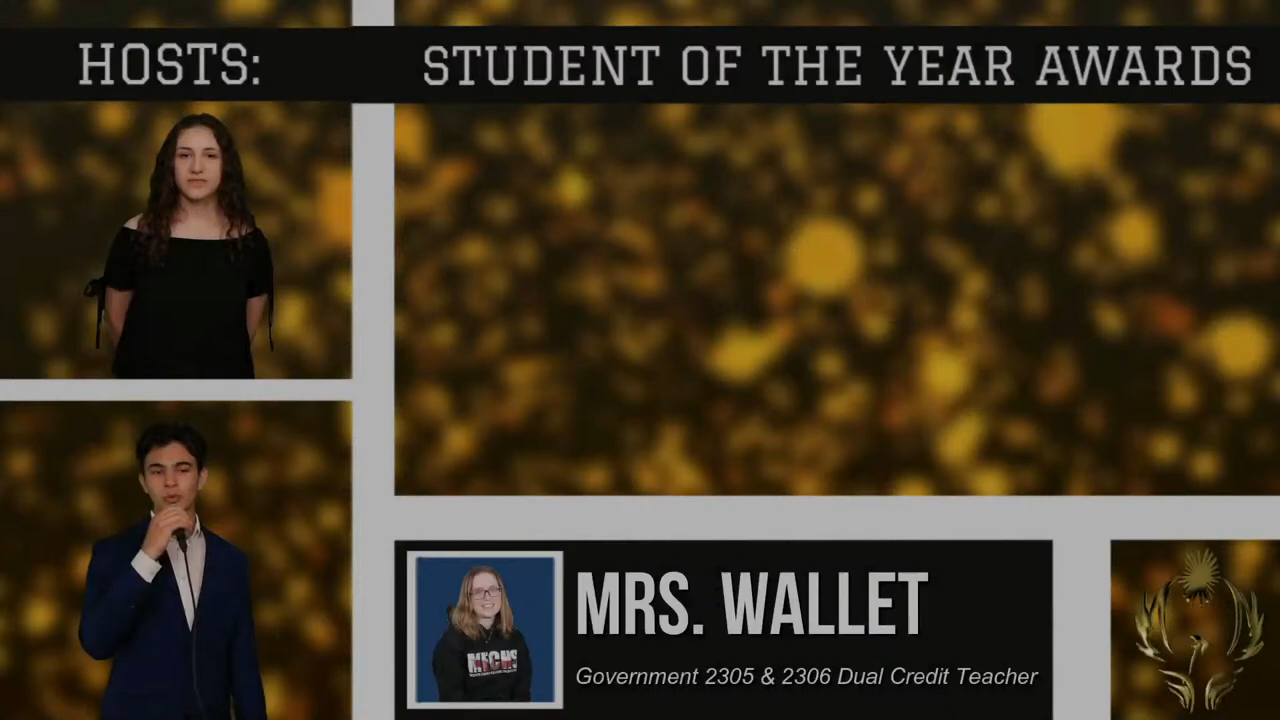 HOSTS:
STUDENT OF THE YEAR AWARDS
MRS. WALLET
Government 2305 & 2306 Dual Credit Teacher